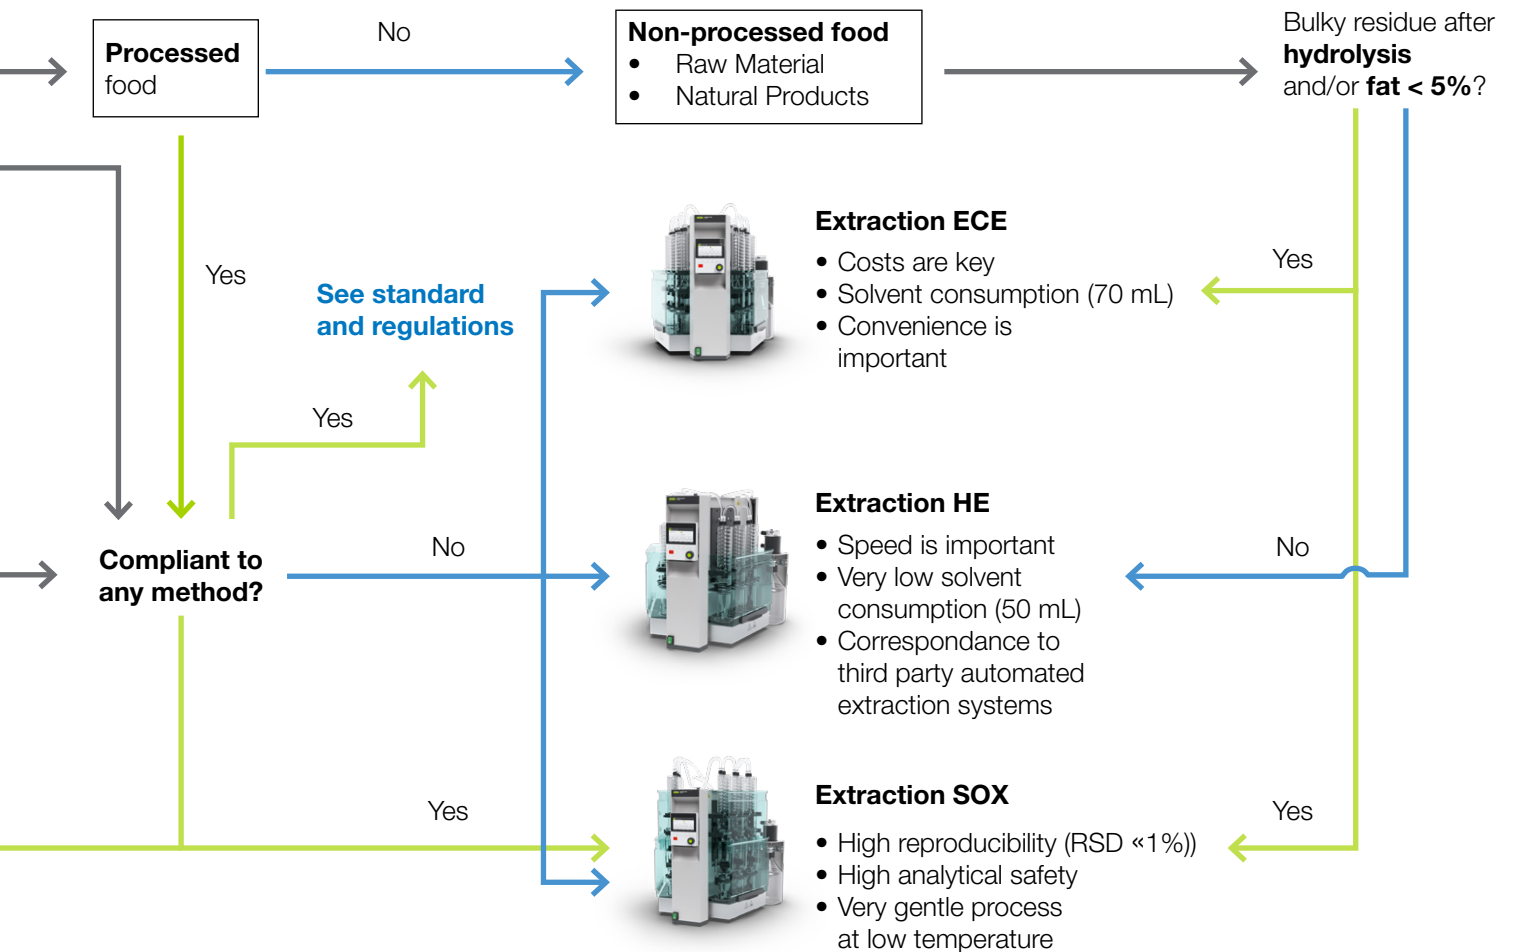 Processed
food
No
Non-processed food
• Raw Material
• Natural Products
Bulky residue after
hydrolysis
and/or fat < 5%?
Yes
See standard
and regulations
Extraction ECE
• Costs are key
• Solvent consumption (70 mL)
• Convenience is
important
Yes
Yes
Compliant to
any method?
No
Extraction HE
• Speed is important
• Very low solvent
consumption (50 mL)
• Correspondance to
third party automated
extraction systems
No
Yes
Extraction SOX
• High reproducibility (RSD «1%))
• High analytical safety
• Very gentle process
at low temperature
Yes